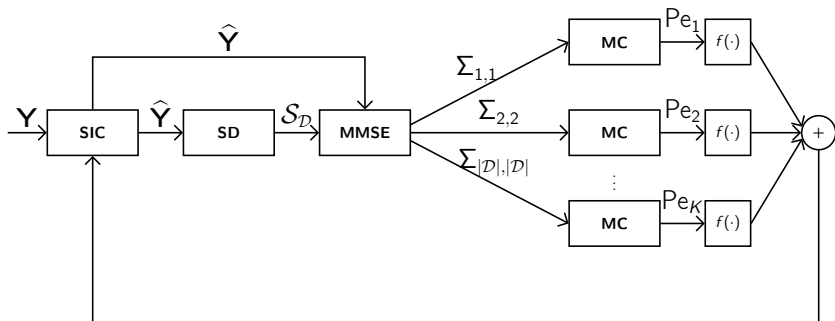 Ŷ
Y
SIC
Ŷ
SD
𝒮_𝒟
MMSE
Σ_{1,1}
MC
Pe_1
f(·)
Σ_{2,2}
MC
Pe_2
f(·)
+
Σ_{|𝒟|,|𝒟|}
⋮
MC
Pe_K
f(·)